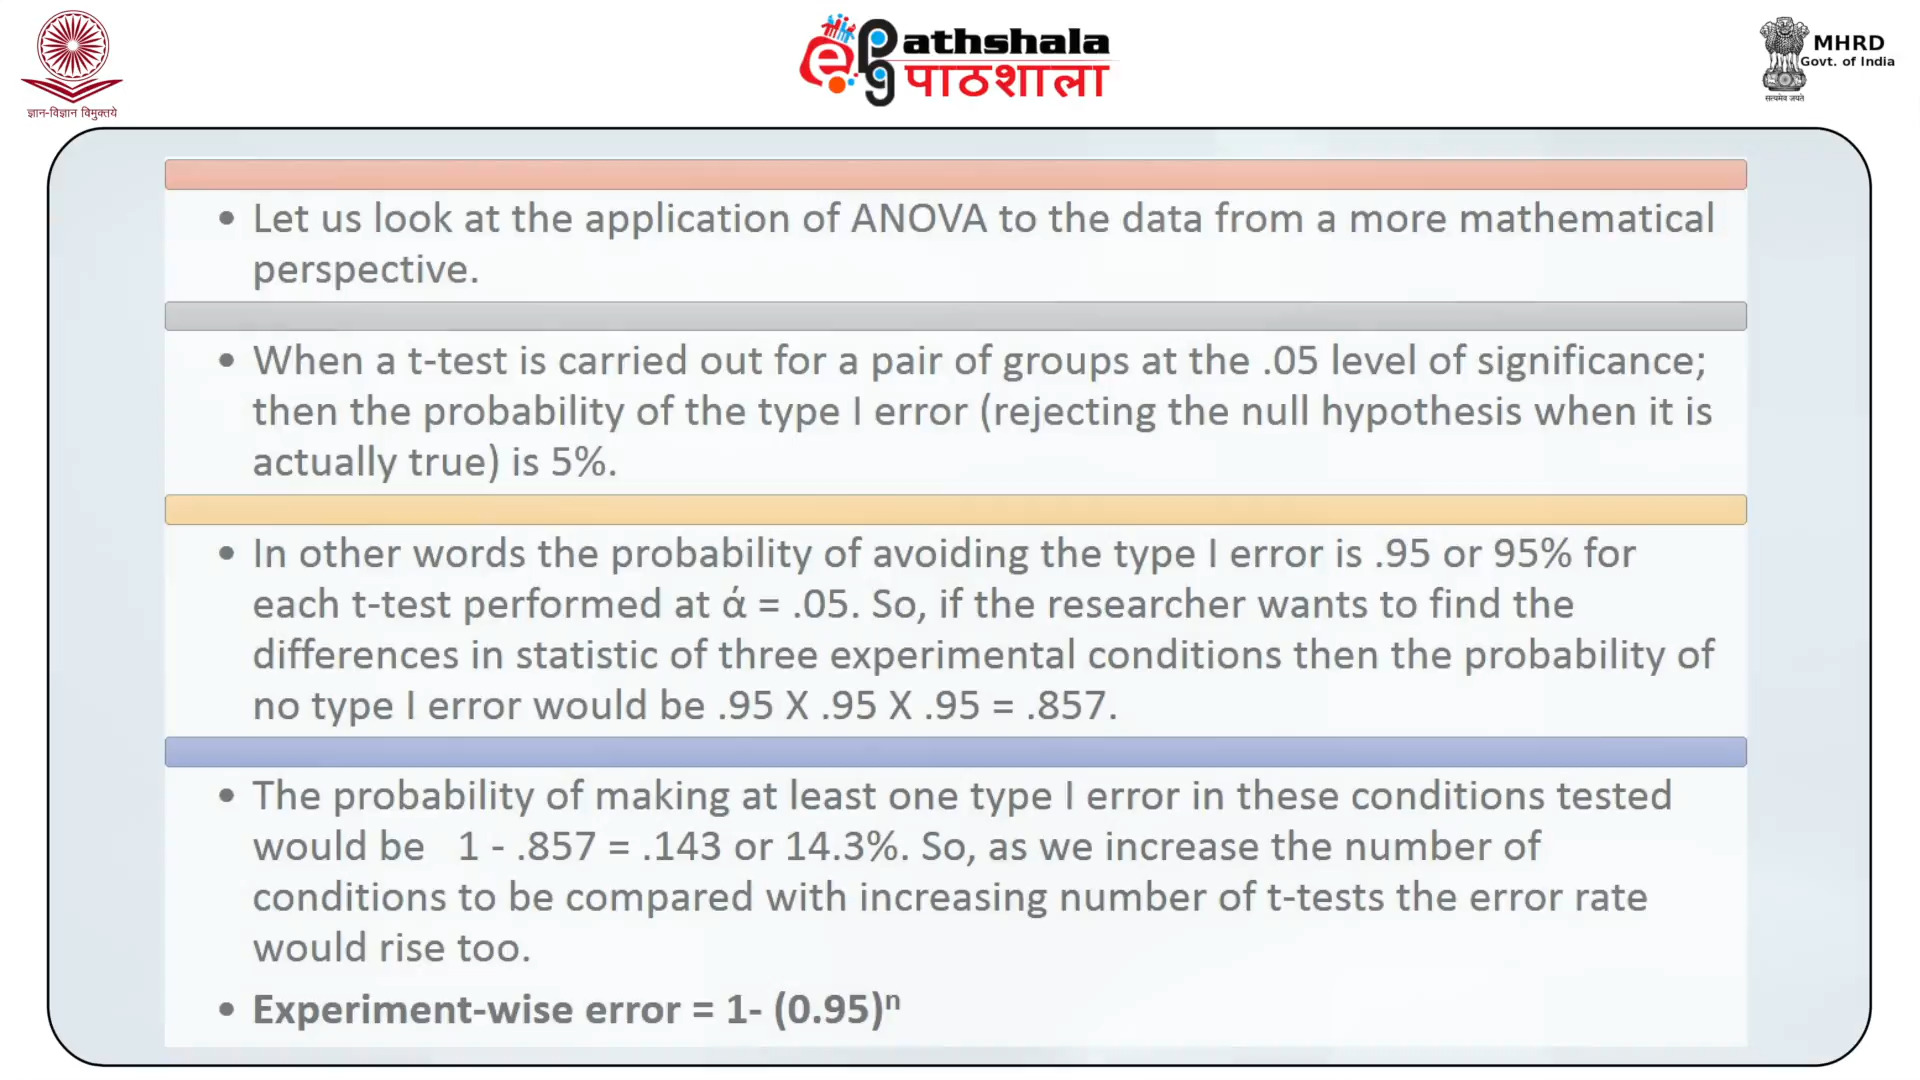 ज्ञान-विज्ञान विमुक्तये
epg Pathshala
पाठशाला
MHRD
Govt. of India
सत्यमेव जयते
• Let us look at the application of ANOVA to the data from a more mathematical
perspective.
• When a t-test is carried out for a pair of groups at the .05 level of significance;
then the probability of the type I error (rejecting the null hypothesis when it is
actually true) is 5%.
• In other words the probability of avoiding the type I error is .95 or 95% for
each t-test performed at ά = .05. So, if the researcher wants to find the
differences in statistic of three experimental conditions then the probability of
no type I error would be .95 X .95 X .95 = .857.
• The probability of making at least one type I error in these conditions tested
would be   1 - .857 = .143 or 14.3%. So, as we increase the number of
conditions to be compared with increasing number of t-tests the error rate
would rise too.
• Experiment-wise error = 1- (0.95)ⁿ